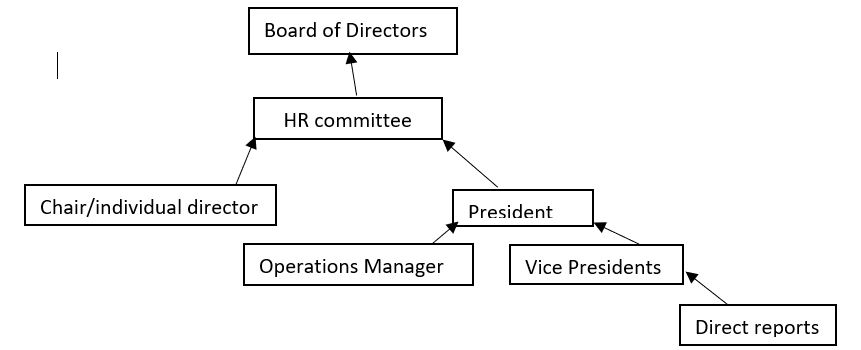 Board of Directors
HR committee
Chair/individual director
President
Operations Manager
Vice Presidents
Direct reports